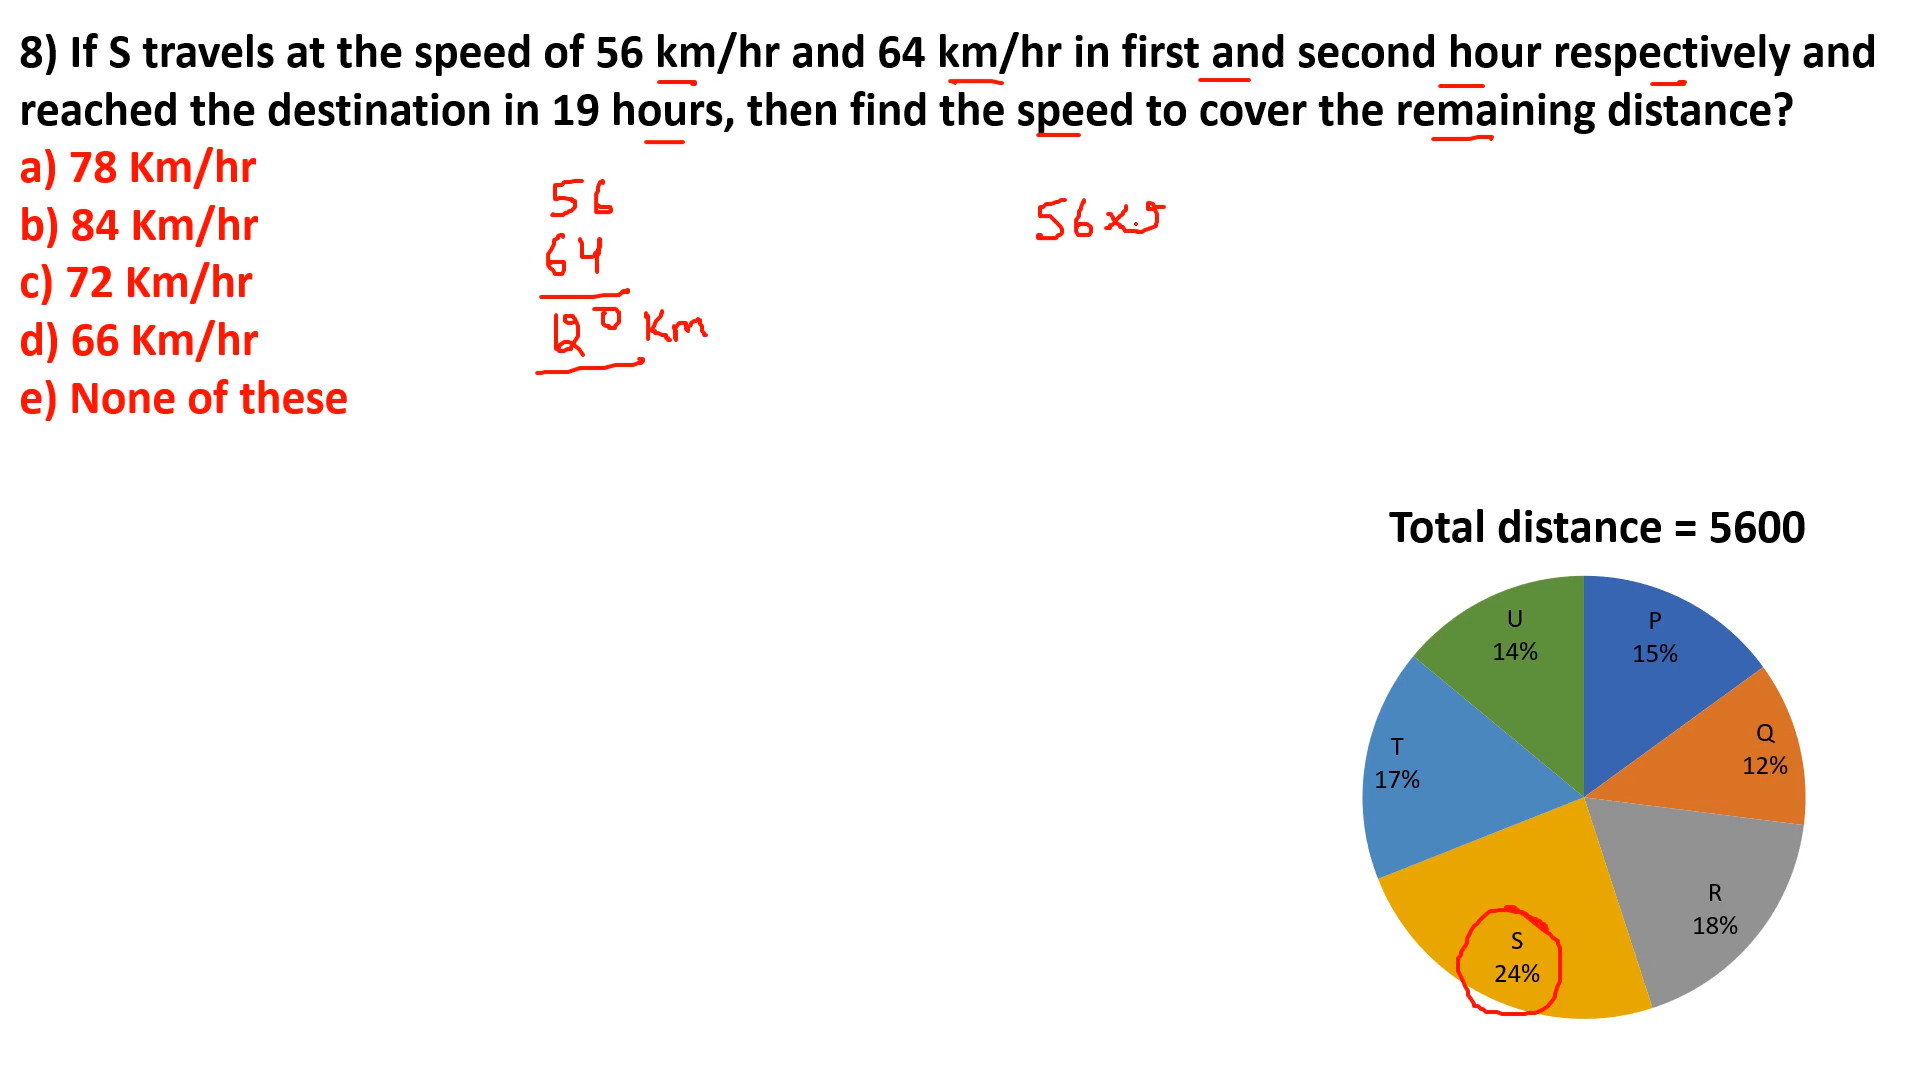 8) If S travels at the speed of 56 km/hr and 64 km/hr in first and second hour respectively and
reached the destination in 19 hours, then find the speed to cover the remaining distance?
a) 78 Km/hr
b) 84 Km/hr
c) 72 Km/hr
d) 66 Km/hr
e) None of these
56
64
120 Km
56x
Total distance = 5600
U
14%
P
15%
Q
12%
T
17%
R
18%
S
24%